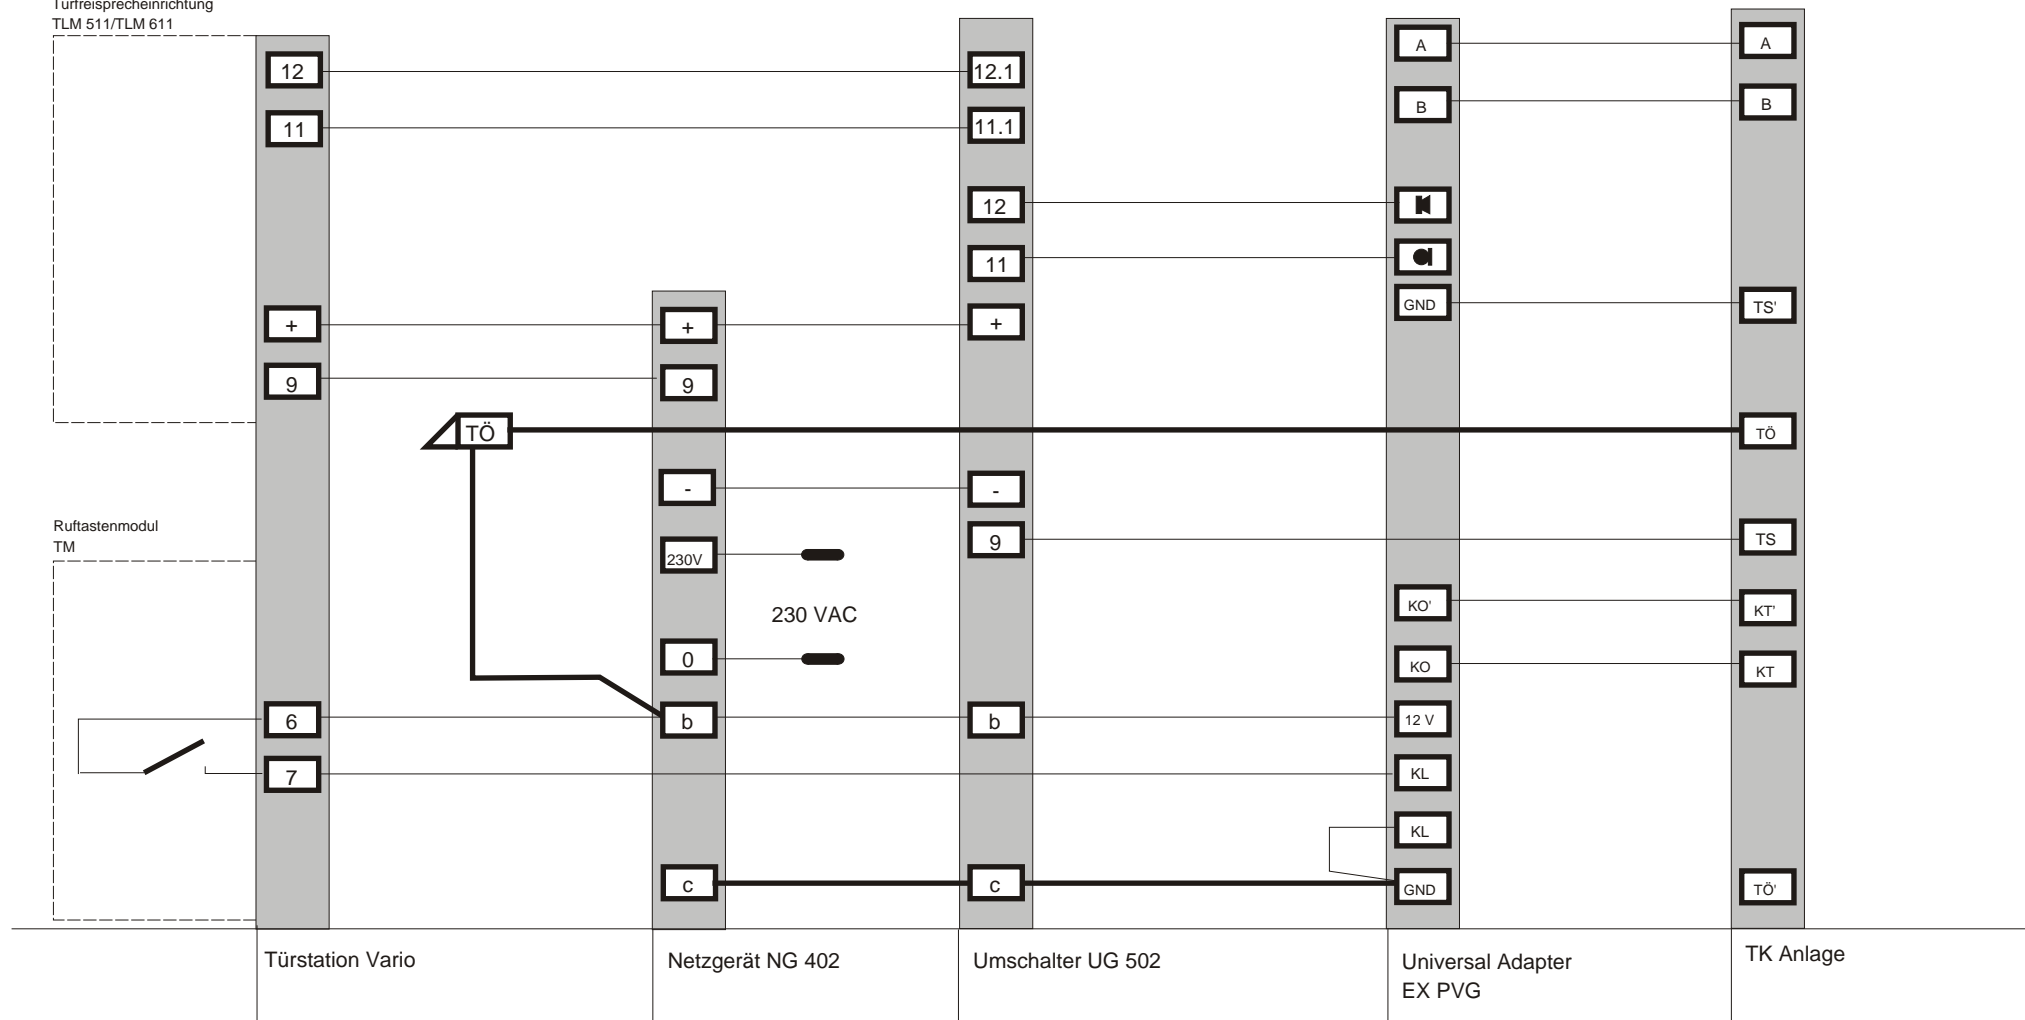 Türfreisprecheinrichtung
TLM 511/TLM 611
12
11
+
9
TÖ
Ruftastenmodul
TM
6
7
+
9
-
230V
230 VAC
0
b
c
12.1
11.1
12
11
+
-
9
b
c
A
B
GND
KO'
KO
12 V
KL
KL
GND
A
B
TS'
TÖ
TS
KT'
KT
TÖ'
Türstation Vario
Netzgerät NG 402
Umschalter UG 502
Universal Adapter
EX PVG
TK Anlage